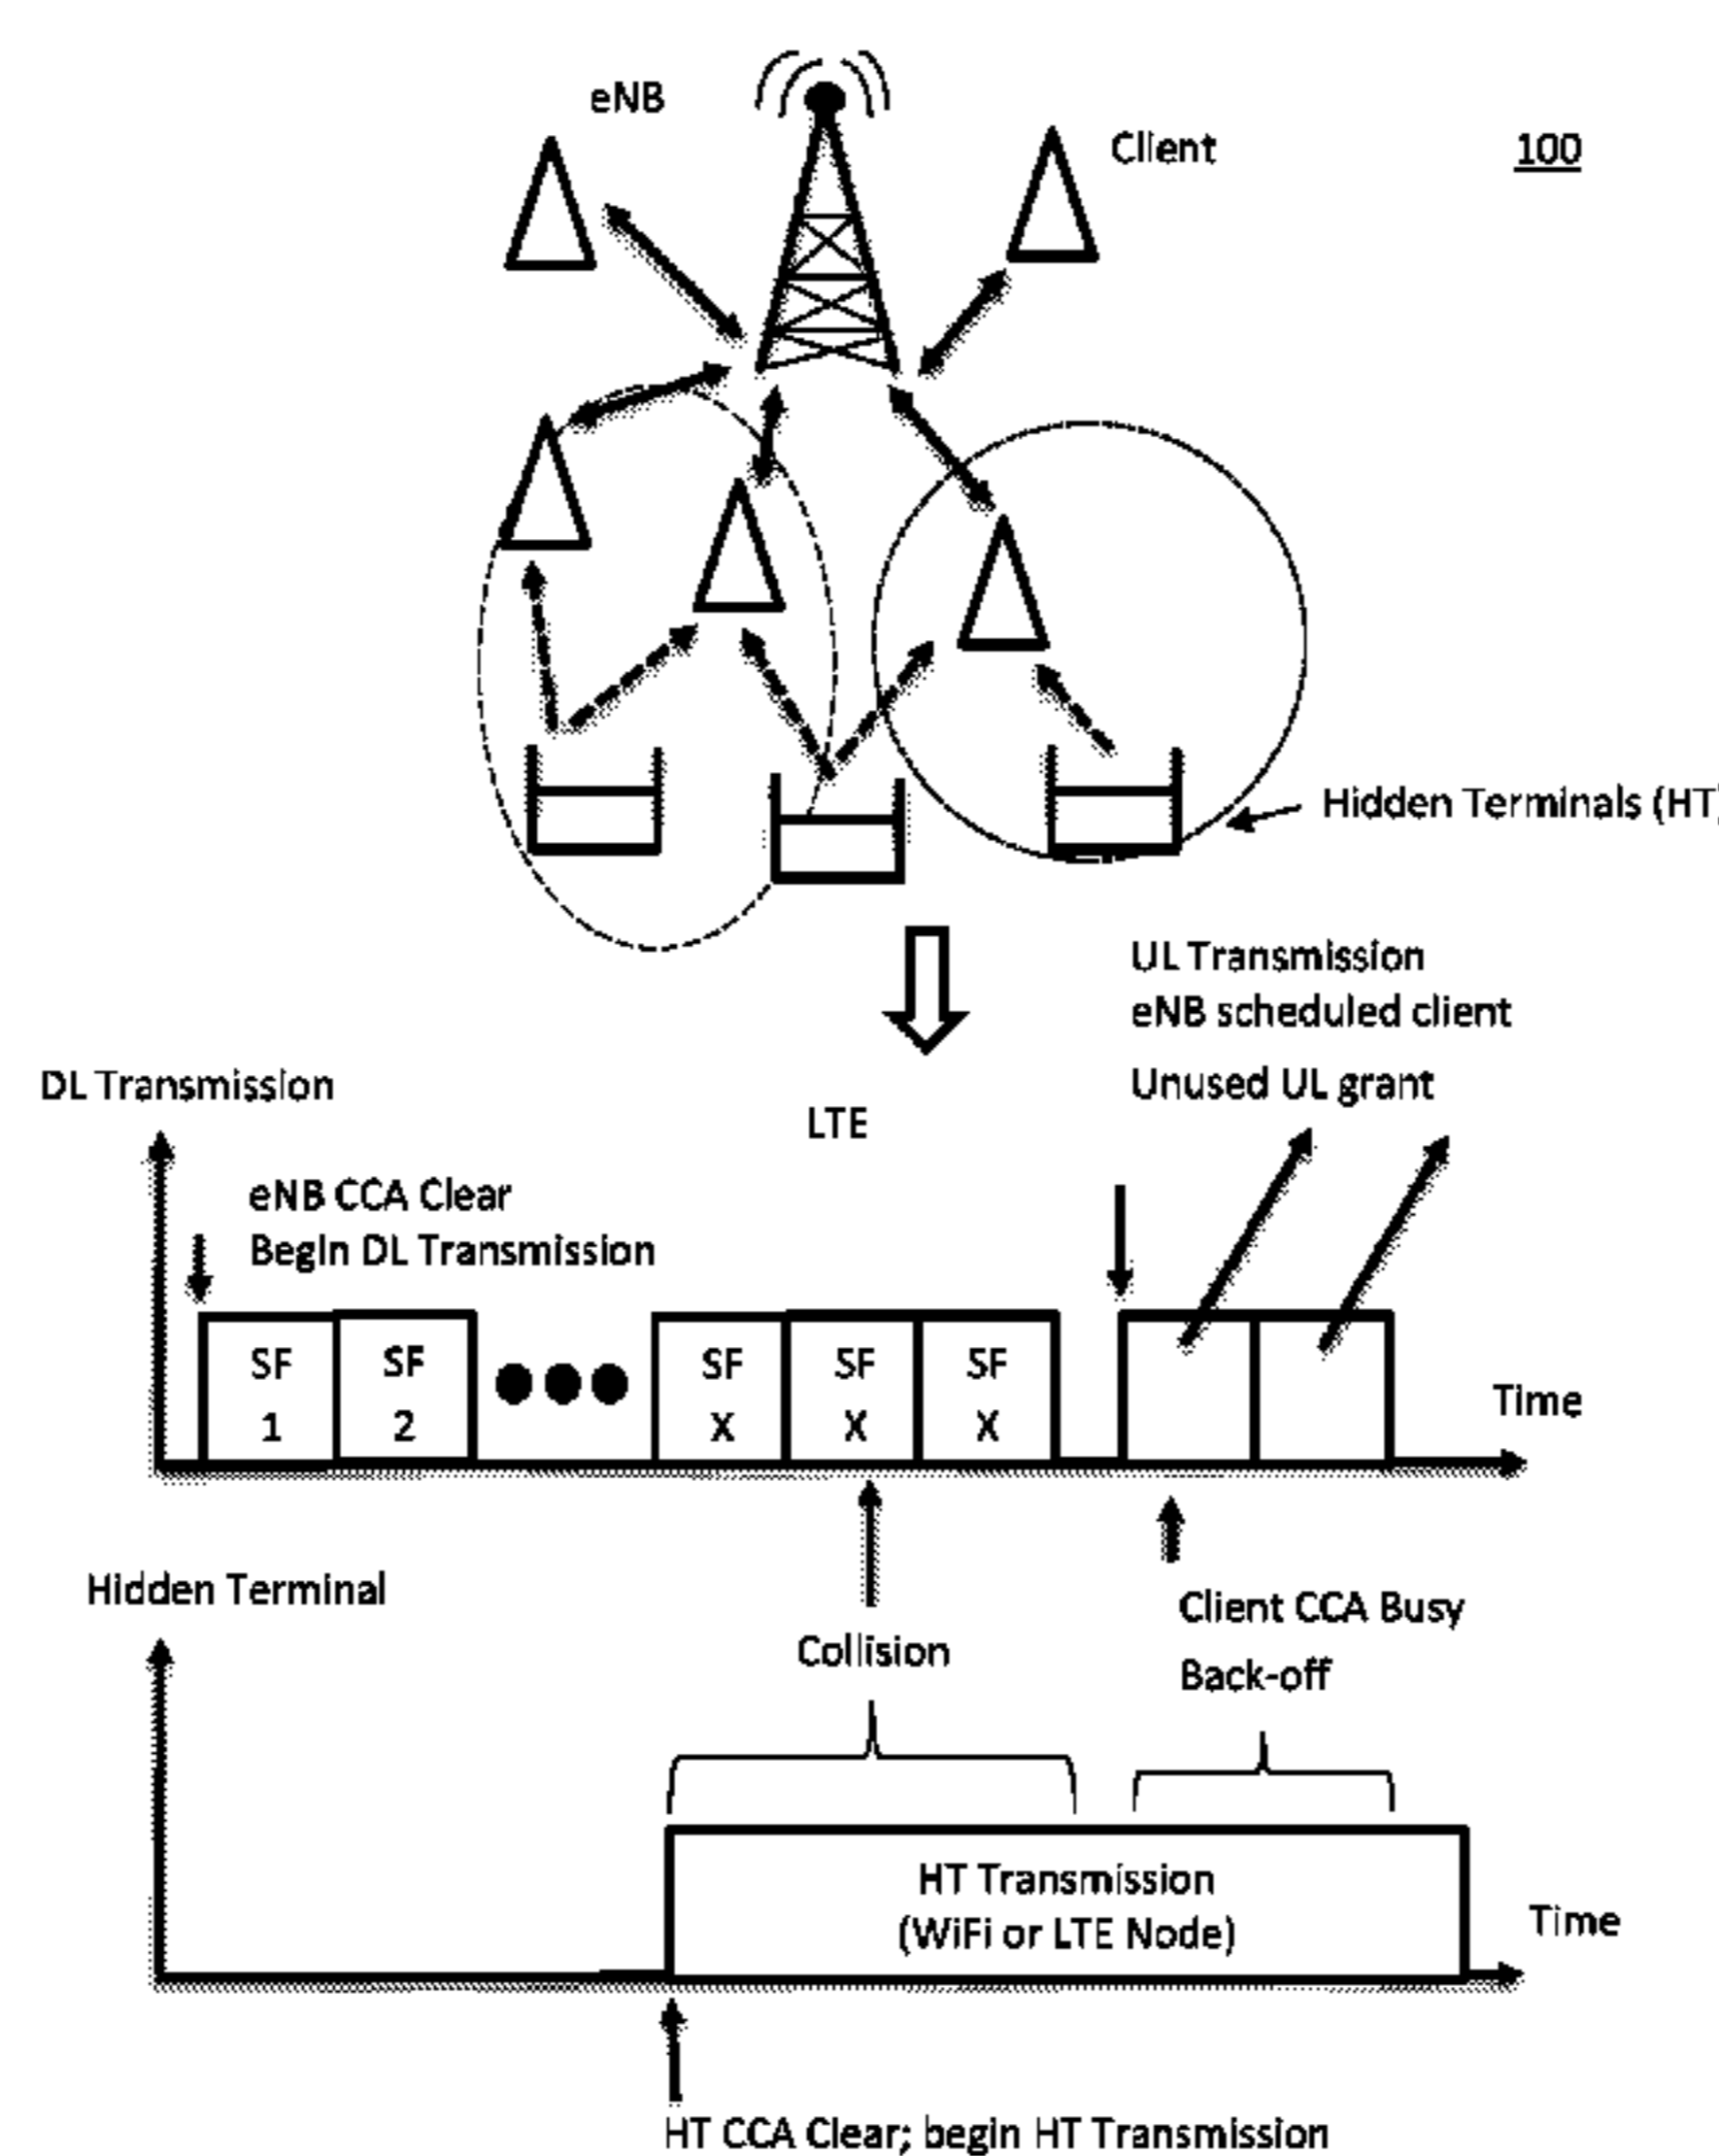 eNB
Client
100
Hidden Terminals (HT)
UL Transmission
eNB scheduled client
Unused UL grant
DL Transmission
LTE
eNB CCA Clear
Begin DL Transmission
SF 1
SF 2
SF X
SF X
SF X
Time
Hidden Terminal
Collision
Client CCA Busy
Back-off
HT Transmission
(WiFi or LTE Node)
Time
HT CCA Clear; begin HT Transmission